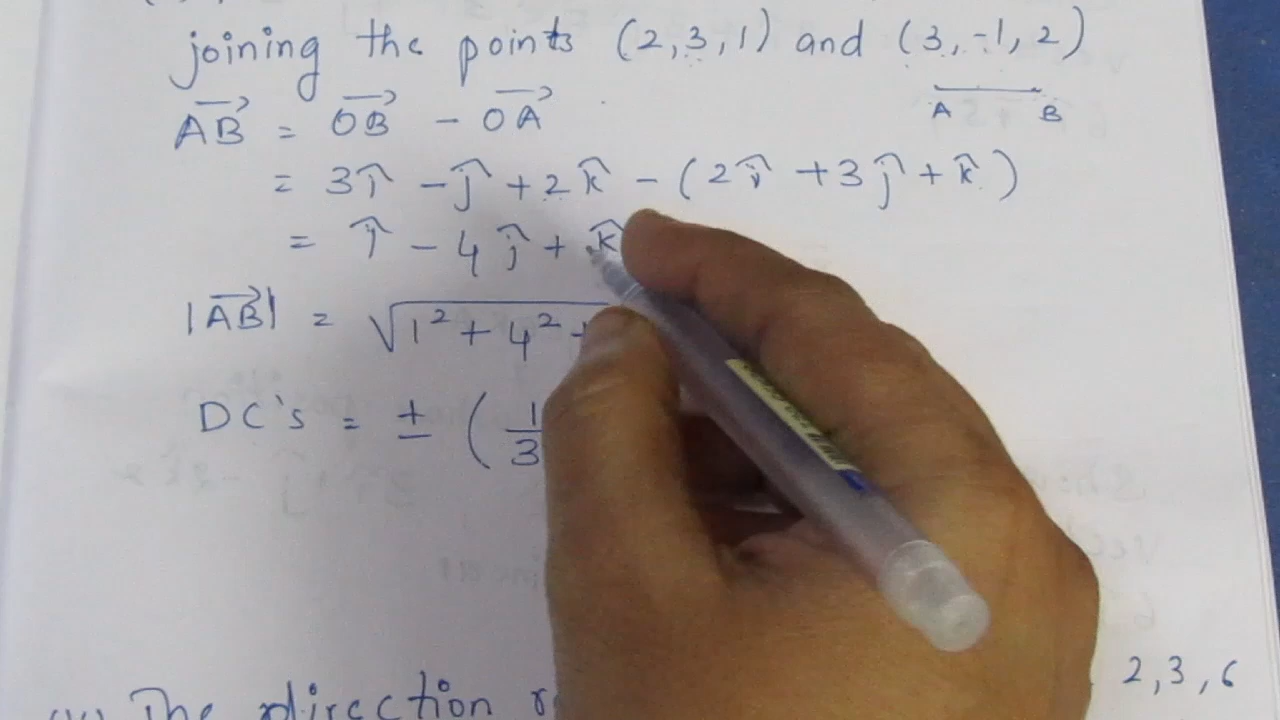 joining the points (2,3,1) and (3,-1,2)
A B
AB⃗ = OB⃗ - OA⃗
= 3î - ĵ + 2k̂ - (2î + 3ĵ + k̂)
= î - 4ĵ + k̂
|AB⃗| = √1² + 4² +
DC's = ± ( 1/3
The direction 2,3,6